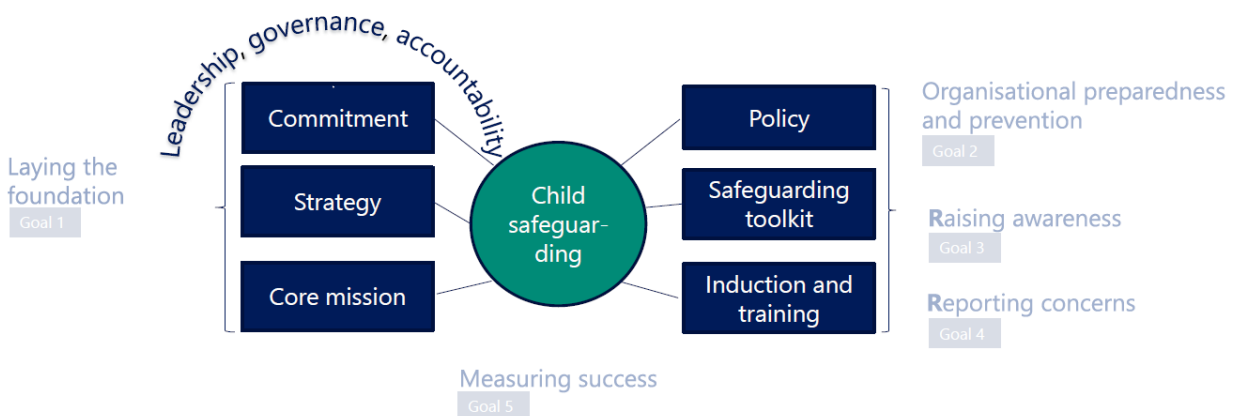 Leadership, governance, accountability
Laying the
foundation
Goal 1
Commitment
Strategy
Core mission
Child
safeguar-
ding
Policy
Safeguarding
toolkit
Induction and
training
Organisational preparedness
and prevention
Goal 2
Raising awareness
Goal 3
Reporting concerns
Goal 4
Measuring success
Goal 5